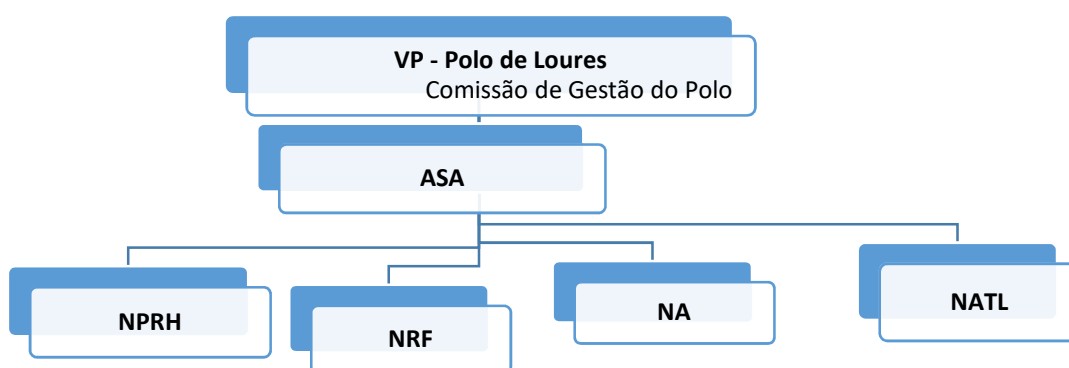 VP - Polo de Loures
Comissão de Gestão do Polo
ASA
NPRH
NRF
NA
NATL